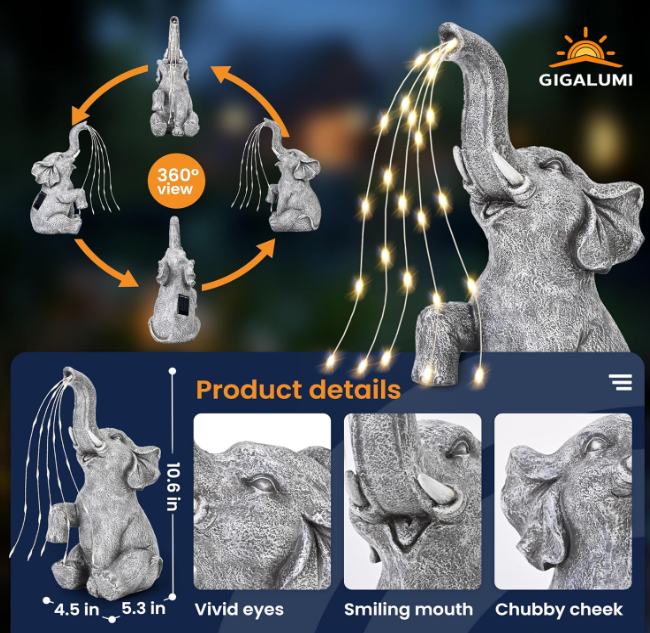 GIGALUMI
360°
view
Product details
10.6 in
4.5 in
5.3 in
Vivid eyes
Smiling mouth
Chubby cheek